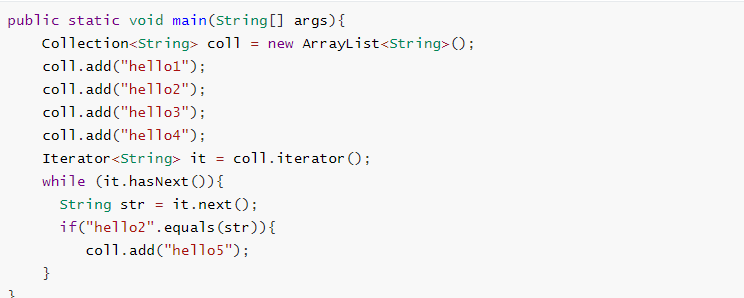 public static void main(String[] args){
    Collection<String> coll = new ArrayList<String>();
    coll.add("hello1");
    coll.add("hello2");
    coll.add("hello3");
    coll.add("hello4");
    Iterator<String> it = coll.iterator();
    while (it.hasNext()){
      String str = it.next();
      if("hello2".equals(str)){
         coll.add("hello5");
    }
}